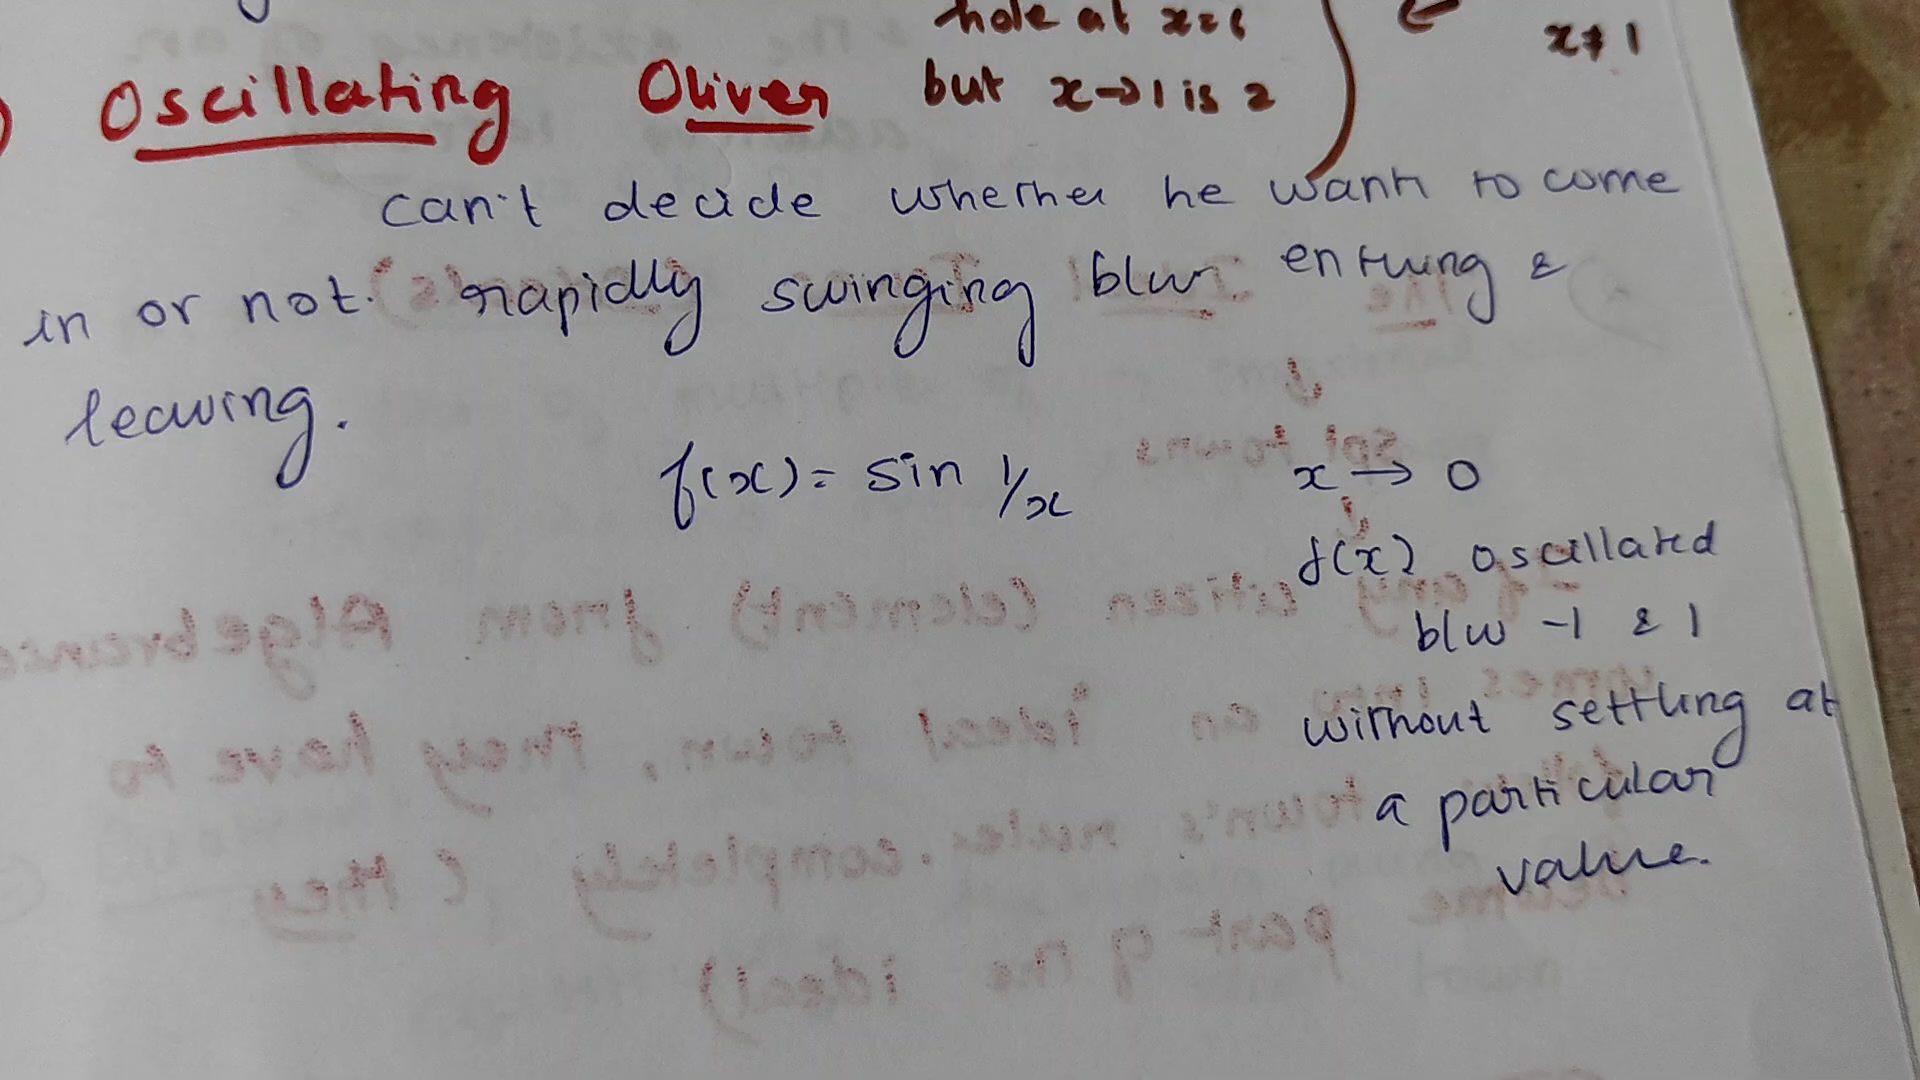 hole at x=1
x≠1
but x→1 is 2
Oscillating Oliver
can't decide whether he wants to come
in or not. rapidly swinging b/w entering &
leaving.
f(x) = sin 1/x
x → 0
f(x) oscillated
b/w -1 & 1
without settling at
a particular
value.